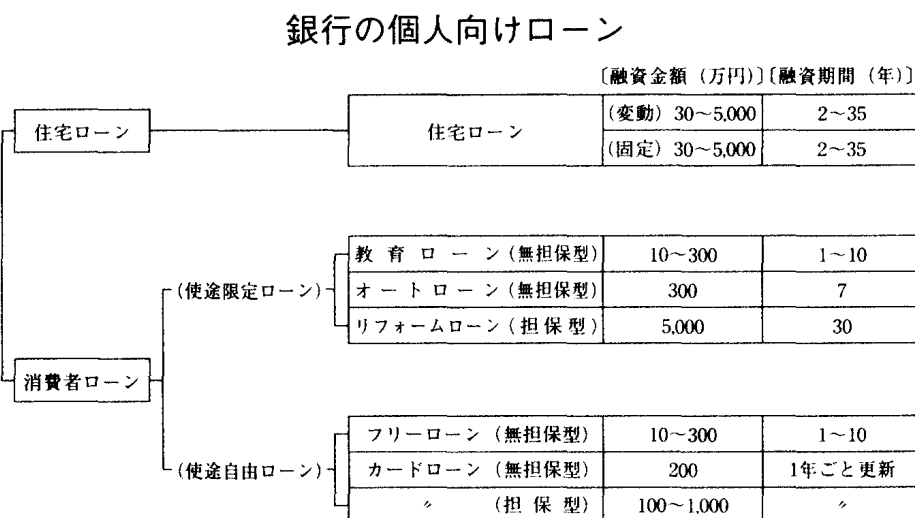 銀行の個人向けローン
〔融資金額（万円）〕〔融資期間（年）〕
住宅ローン
住宅ローン
（変動）30～5,000
2～35
（固定）30～5,000
2～35
教育ローン（無担保型）
10～300
1～10
（使途限定ローン）
オートローン（無担保型）
300
7
リフォームローン（担保型）
5,000
30
消費者ローン
フリーローン（無担保型）
10～300
1～10
（使途自由ローン）
カードローン（無担保型）
200
1年ごと更新
〃（担保型）
100～1,000
〃